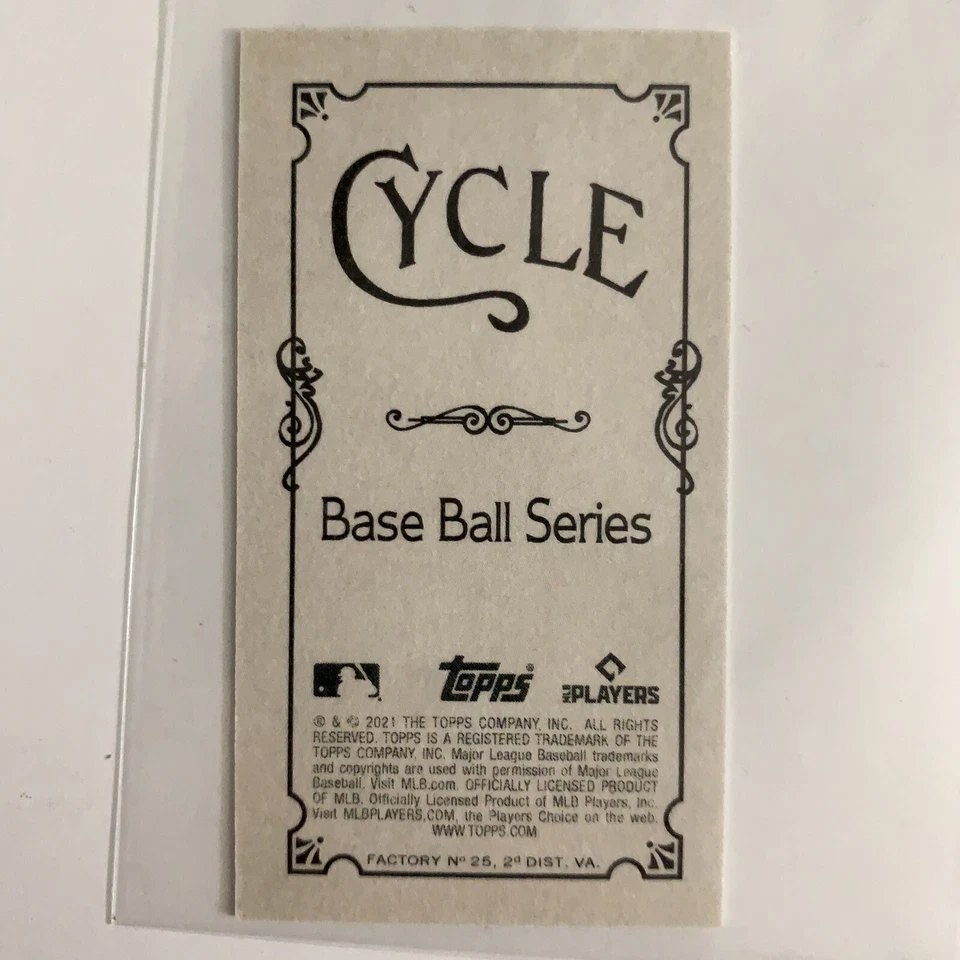 CYCLE
Base Ball Series
Topps® MLB PLAYERS
® & © 2021 THE TOPPS COMPANY, INC. ALL RIGHTS
RESERVED. TOPPS IS A REGISTERED TRADEMARK OF THE
TOPPS COMPANY, INC. Major League Baseball trademarks
and copyrights are used with permission of Major League
Baseball. Visit MLB.com. OFFICIALLY LICENSED PRODUCT
OF MLB. Officially Licensed Product of MLB Players, Inc.
Visit MLBPLAYERS.COM, the Players Choice on the web.
WWW.TOPPS.COM
FACTORY Nº 25, 2ᵈ DIST. VA.